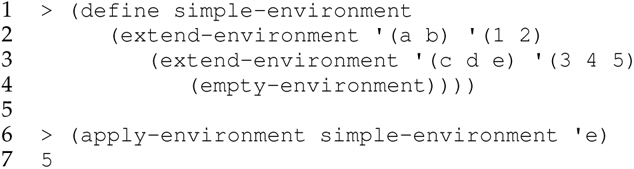 1 > (define simple-environment
2 (extend-environment '(a b) '(1 2)
3 (extend-environment '(c d e) '(3 4 5)
4 (empty-environment))))
5
6 > (apply-environment simple-environment 'e)
7 5